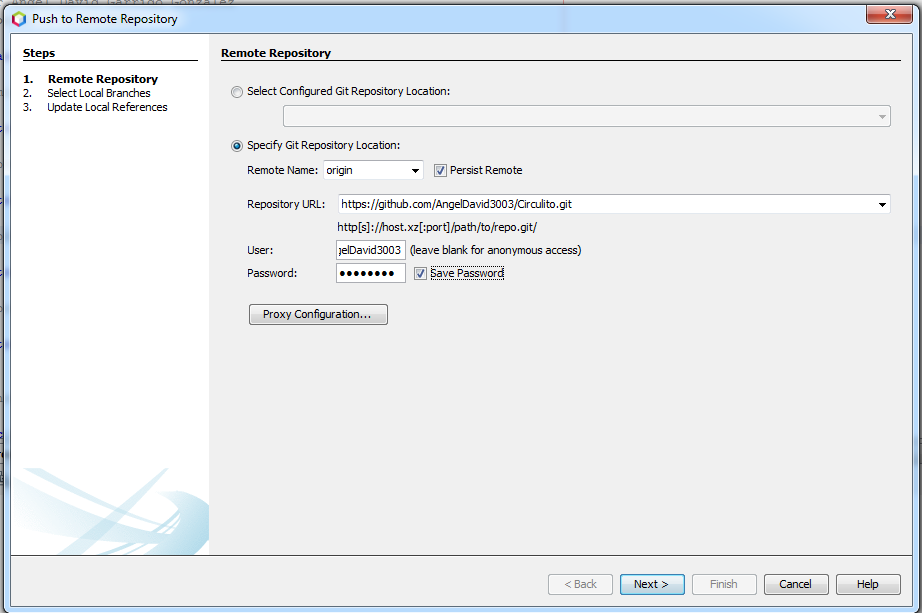 Push to Remote Repository
Steps
1. Remote Repository
2. Select Local Branches
3. Update Local References
Remote Repository
Select Configured Git Repository Location:
Specify Git Repository Location:
Remote Name: origin Persist Remote
Repository URL: https://github.com/AngelDavid3003/Circulito.git
http[s]://host.xz[:port]/path/to/repo.git/
User: gelDavid3003 (leave blank for anonymous access)
Password: ●●●●●●●● Save Password
Proxy Configuration...
< Back Next > Finish Cancel Help